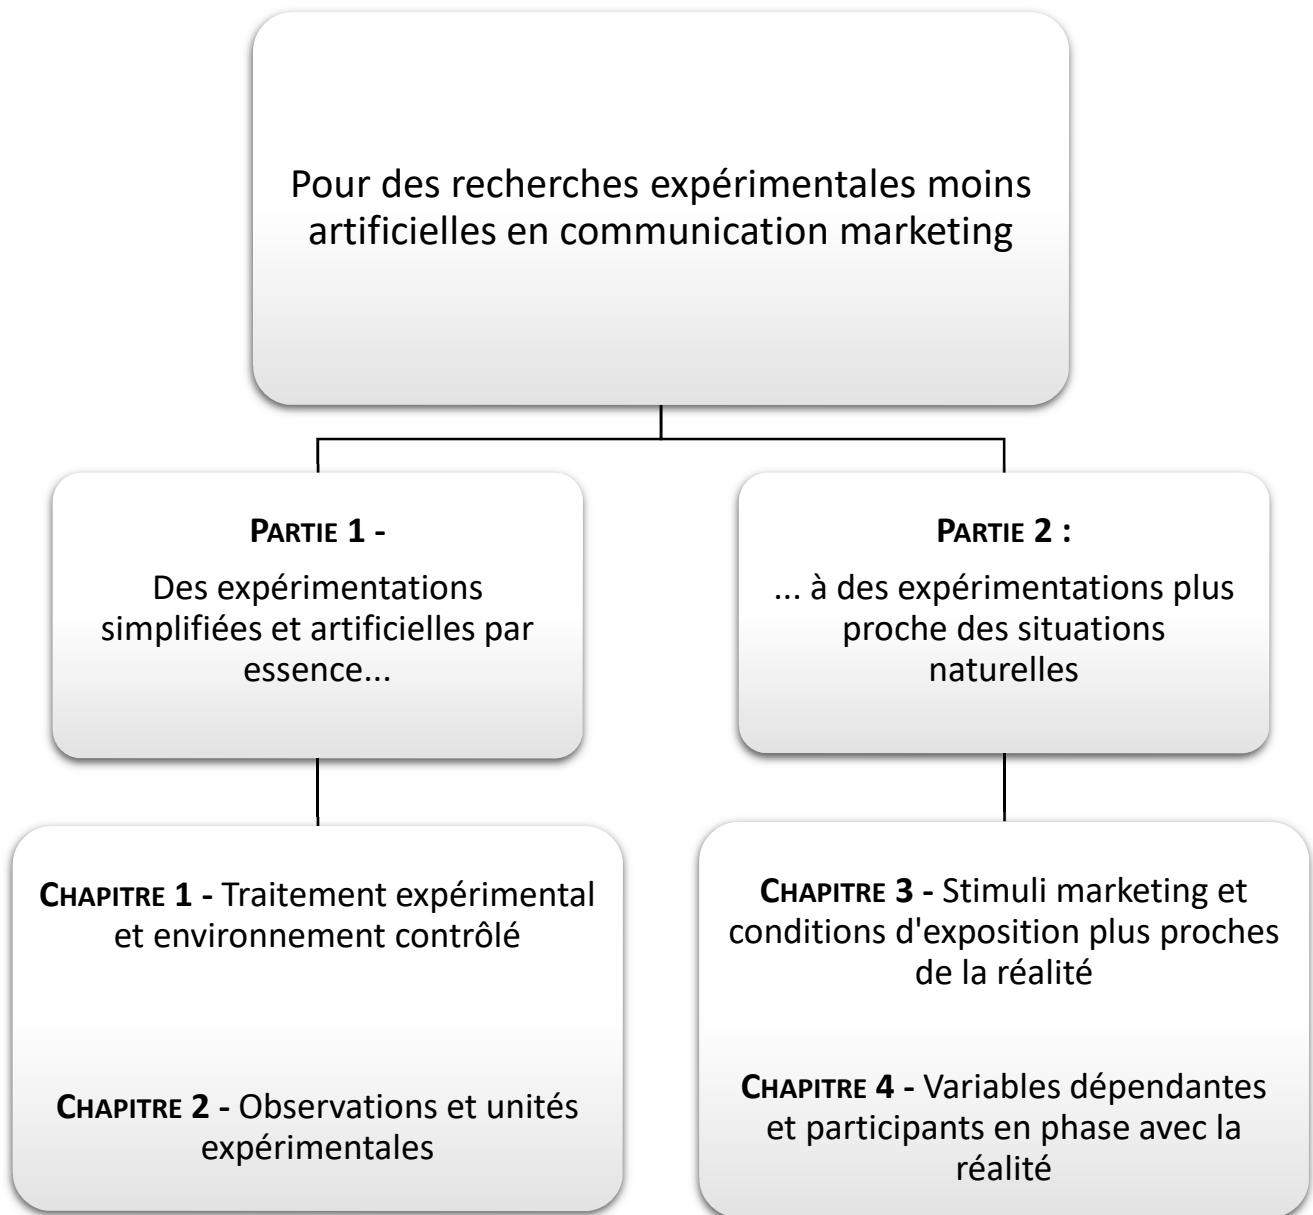 Pour des recherches expérimentales moins
artificielles en communication marketing
PARTIE 1 -
Des expérimentations
simplifiées et artificielles par
essence...
PARTIE 2 :
... à des expérimentations plus
proche des situations
naturelles
CHAPITRE 1 - Traitement expérimental
et environnement contrôlé
CHAPITRE 2 - Observations et unités
expérimentales
CHAPITRE 3 - Stimuli marketing et
conditions d'exposition plus proches
de la réalité
CHAPITRE 4 - Variables dépendantes
et participants en phase avec la
réalité